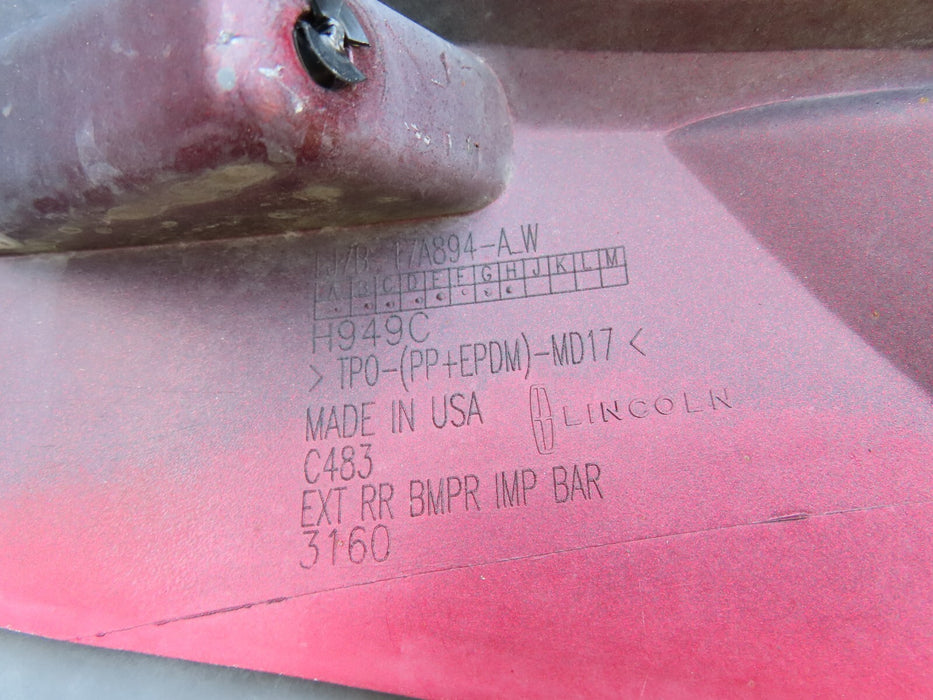 17A894-A W
A B C D E F G H J K L M
H949C
> TPO-(PP+EPDM)-MD17 <
MADE IN USA LINCOLN
C483
EXT RR BMPR IMP BAR
3160